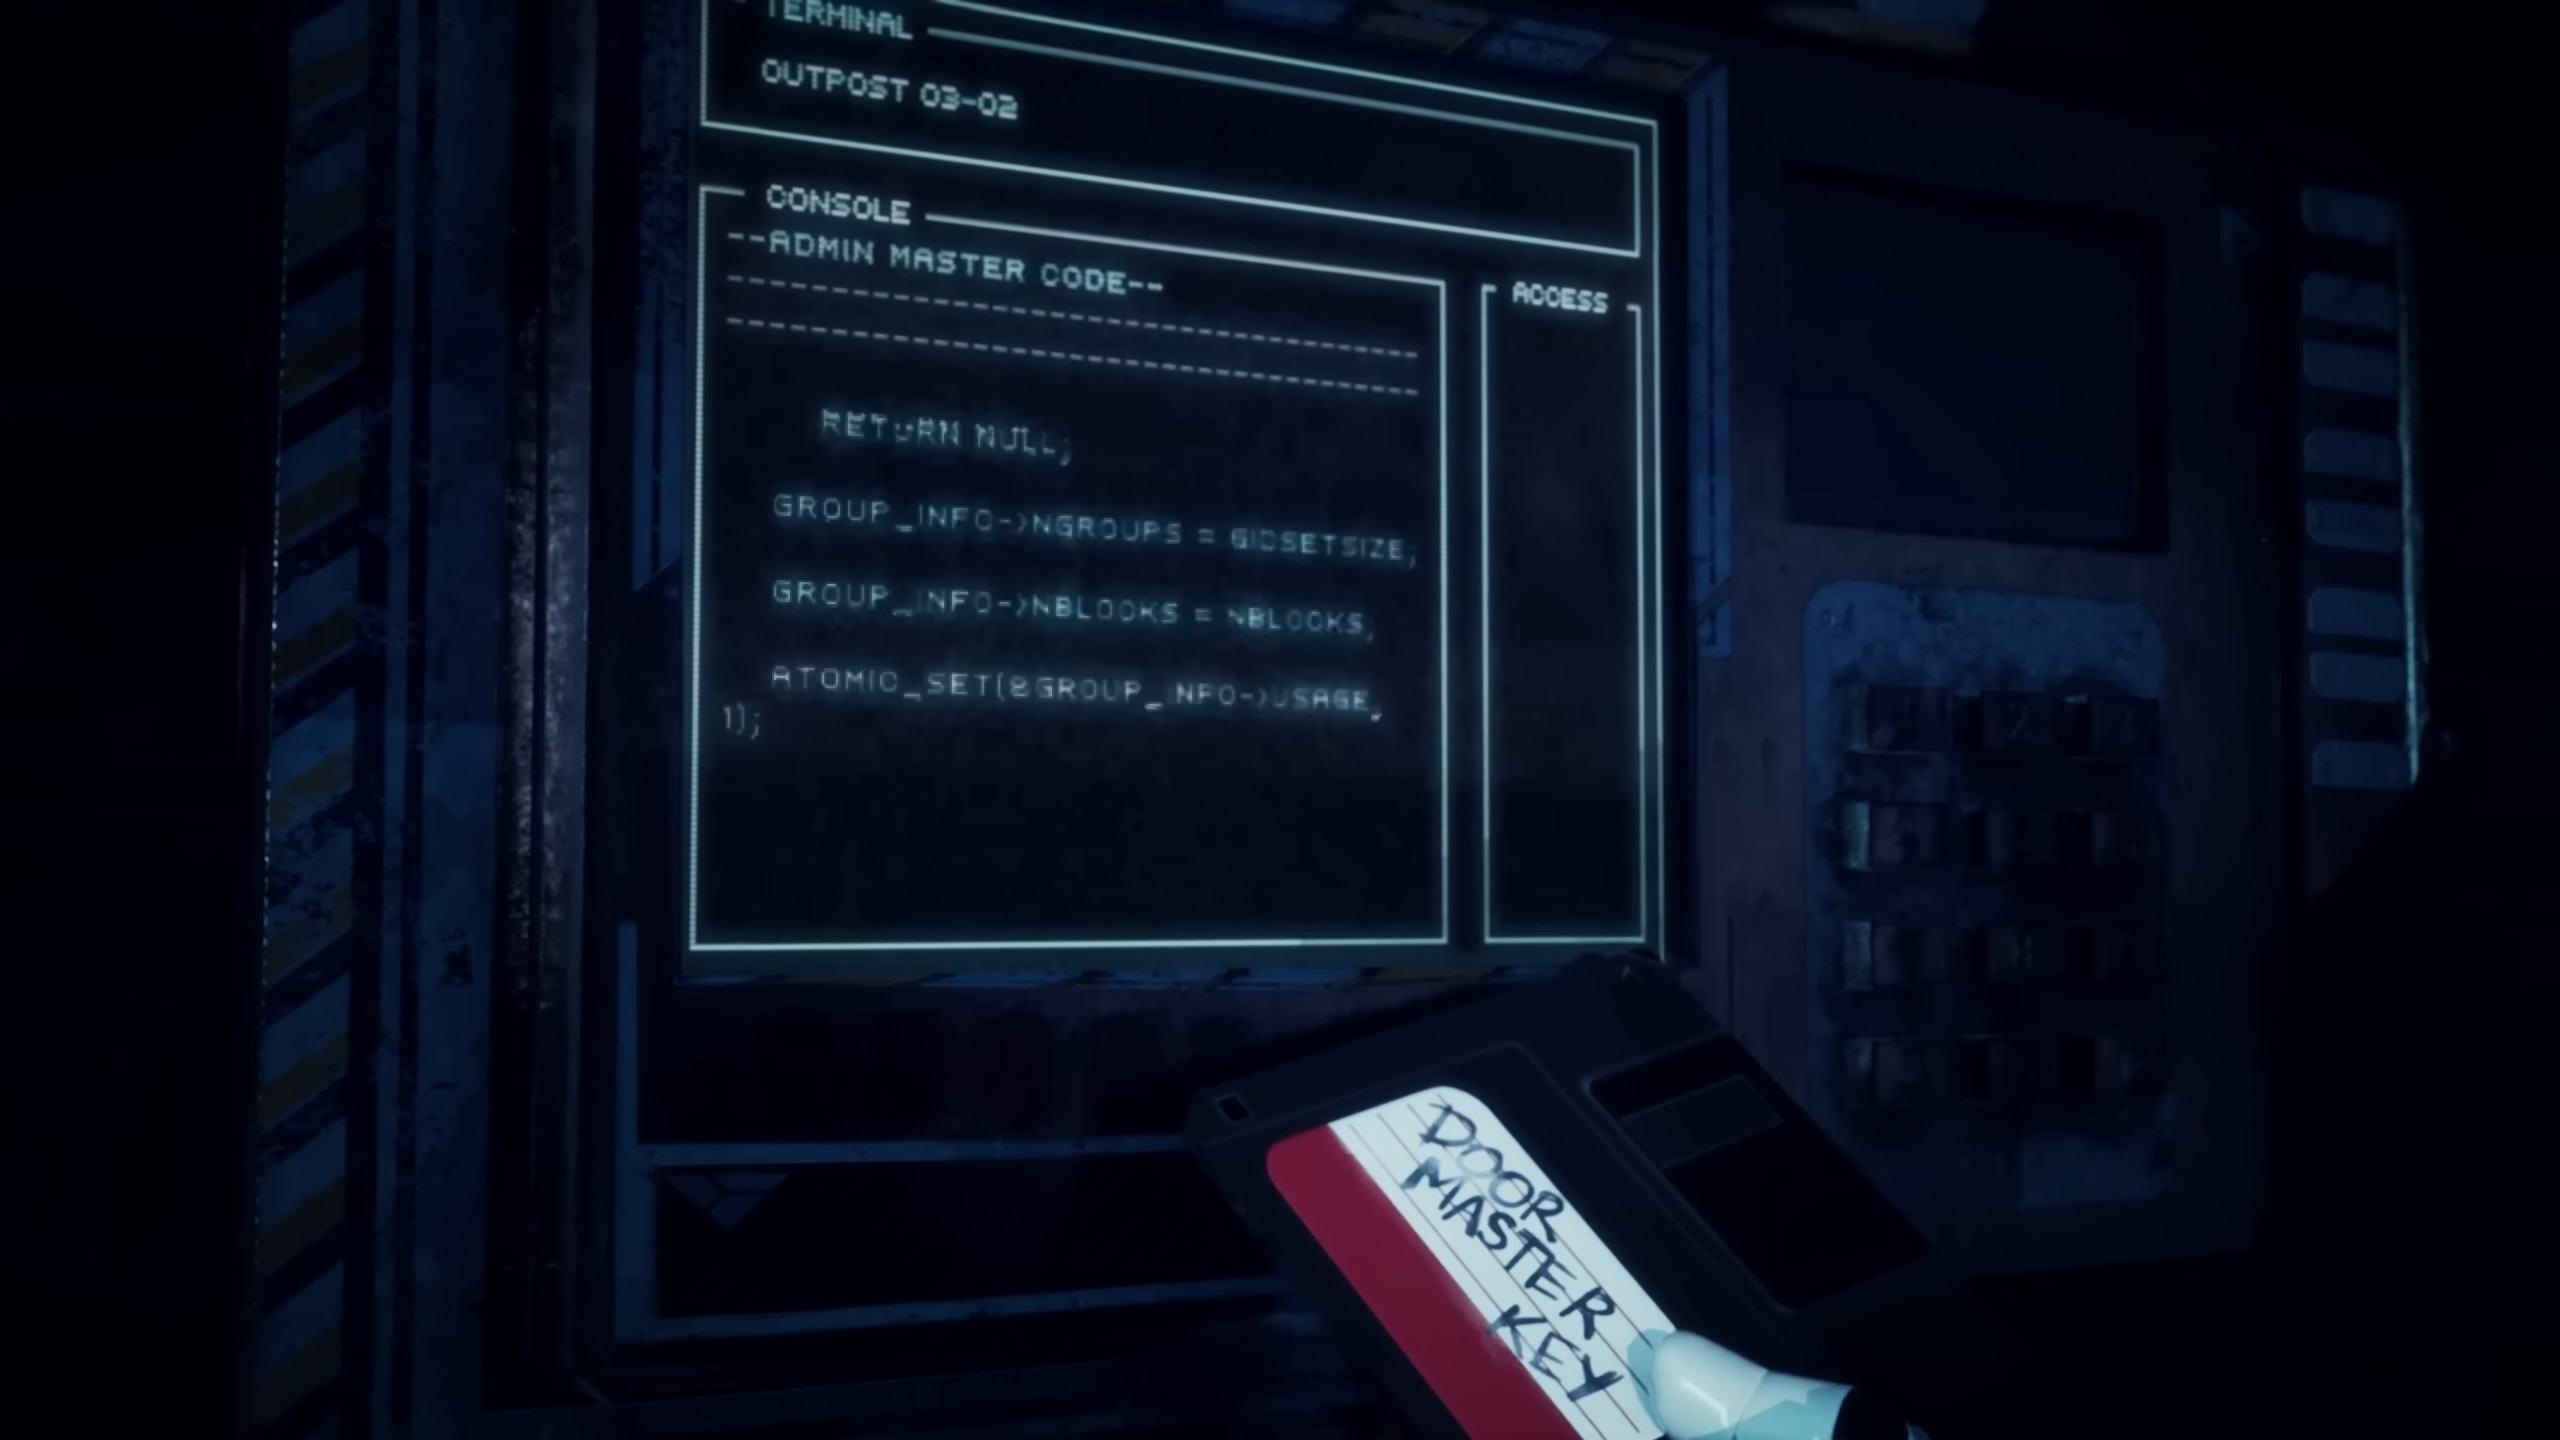 TERMINAL
OUTPOST 03-02
CONSOLE
--ADMIN MASTER CODE--
ACCESS
RETURN NULL;
GROUP_INFO->NGROUPS = GIDSETSIZE;
GROUP_INFO->NBLOCKS = NBLOCKS;
ATOMIC_SET(&GROUP_INFO->USAGE,
1);
2
DOOR
MASTER
KEY